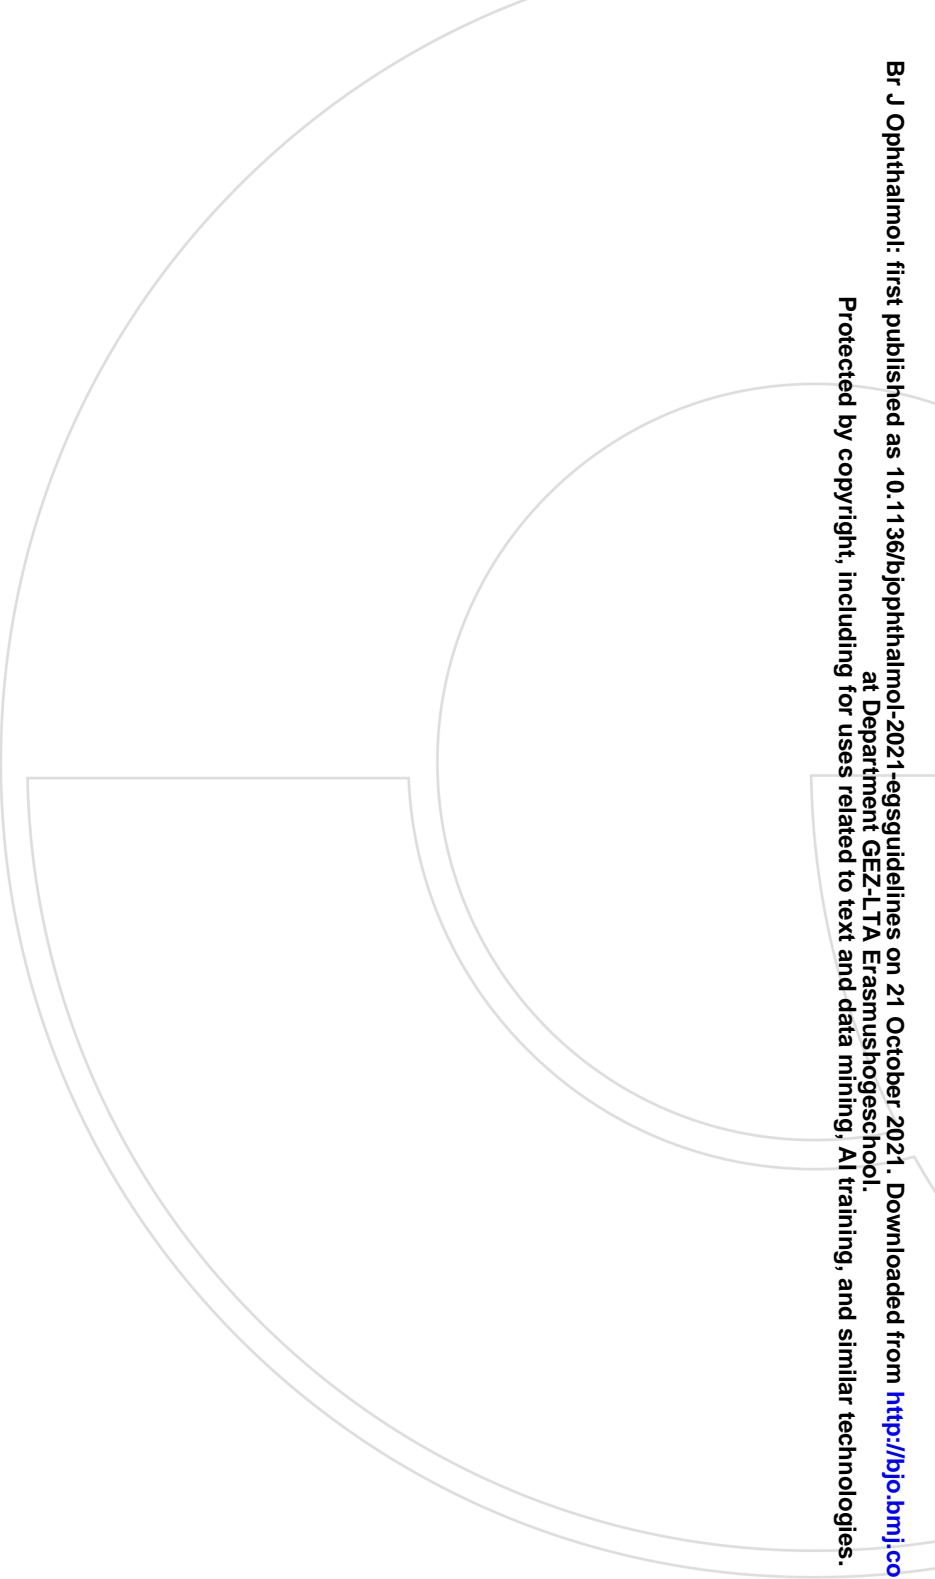 Br J Ophthalmol: first published as 10.1136/bjophthalmol-2021-egsguidelines on 21 October 2021. Downloaded from http://bjo.bmj.co
at Department GEZ-LTA Erasmushogeschool.
Protected by copyright, including for uses related to text and data mining, AI training, and similar technologies.